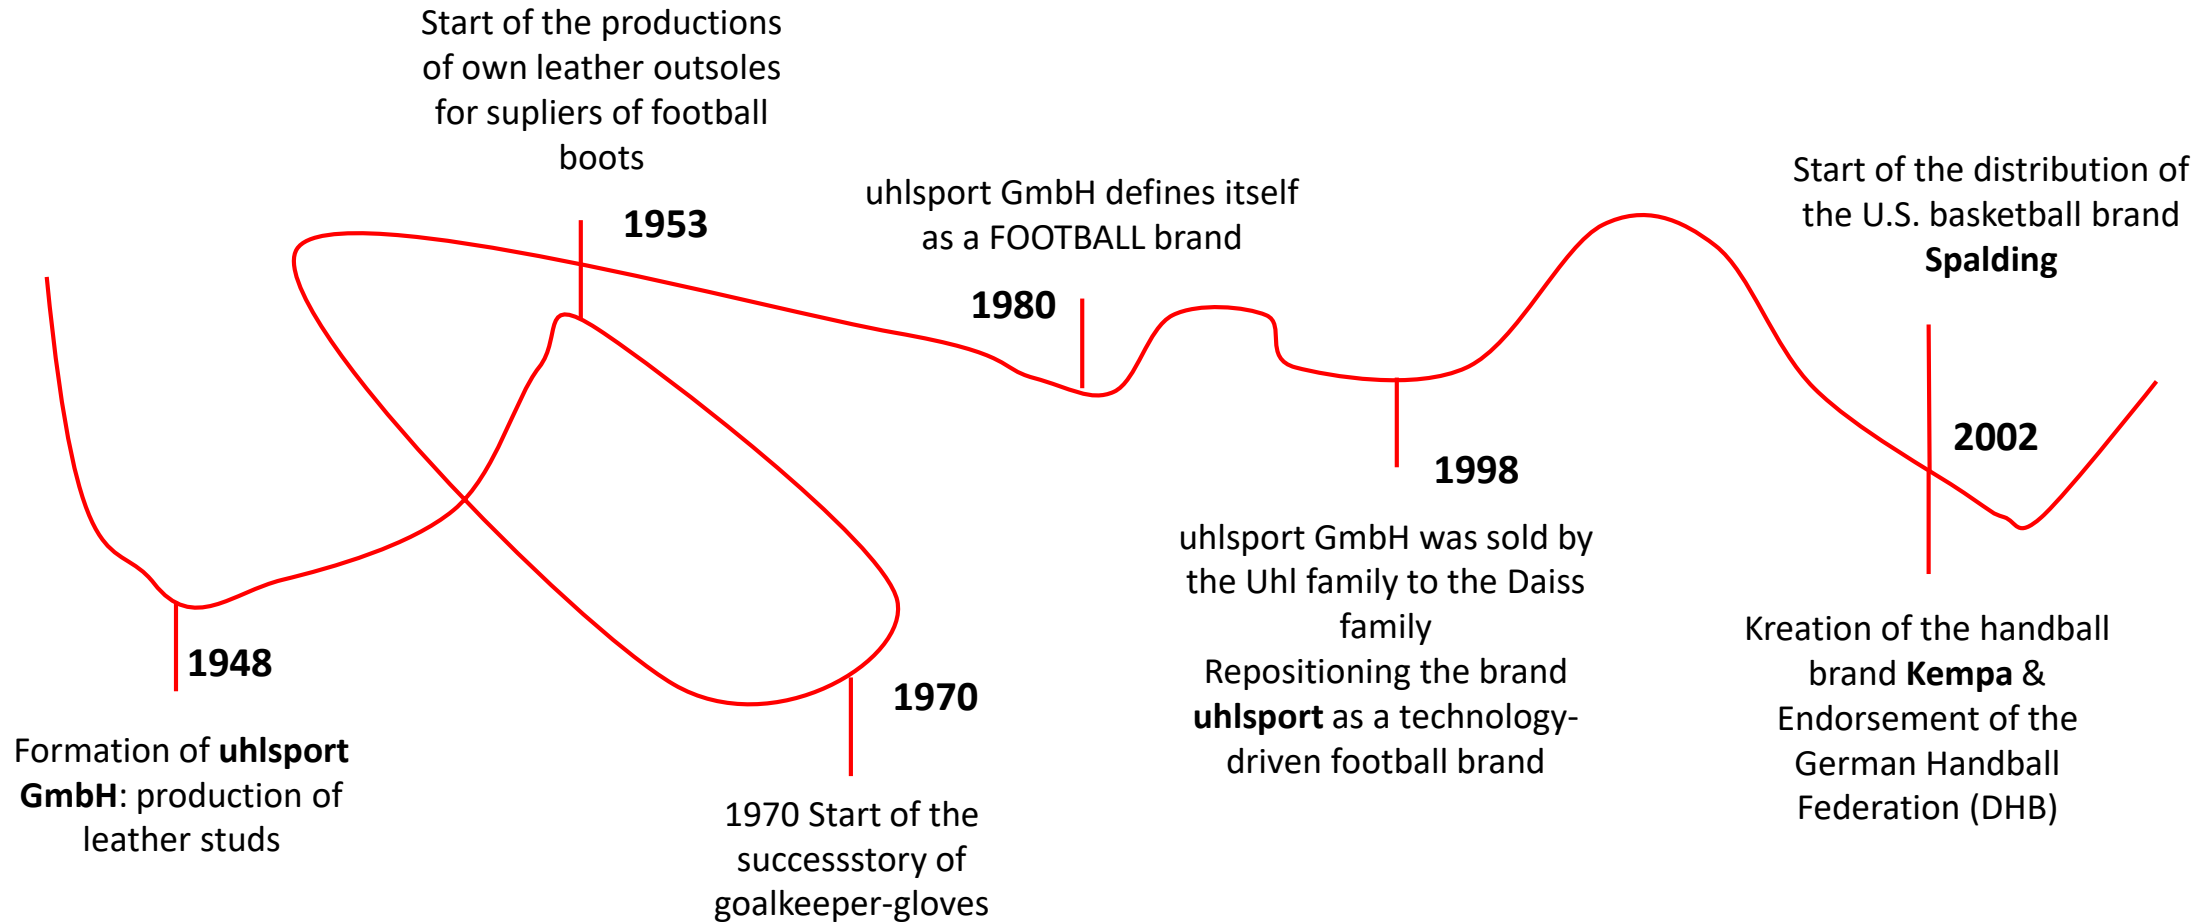 Start of the productions
of own leather outsoles
for supliers of football
boots
1953
uhlsport GmbH defines itself
as a FOOTBALL brand
1980
Start of the distribution of
the U.S. basketball brand
Spalding
2002
1998
uhlsport GmbH was sold by
the Uhl family to the Daiss
family
Repositioning the brand
uhlsport as a technology-
driven football brand
Kreation of the handball
brand Kempa &
Endorsement of the
German Handball
Federation (DHB)
1948
Formation of uhlsport
GmbH: production of
leather studs
1970
1970 Start of the
successstory of
goalkeeper-gloves